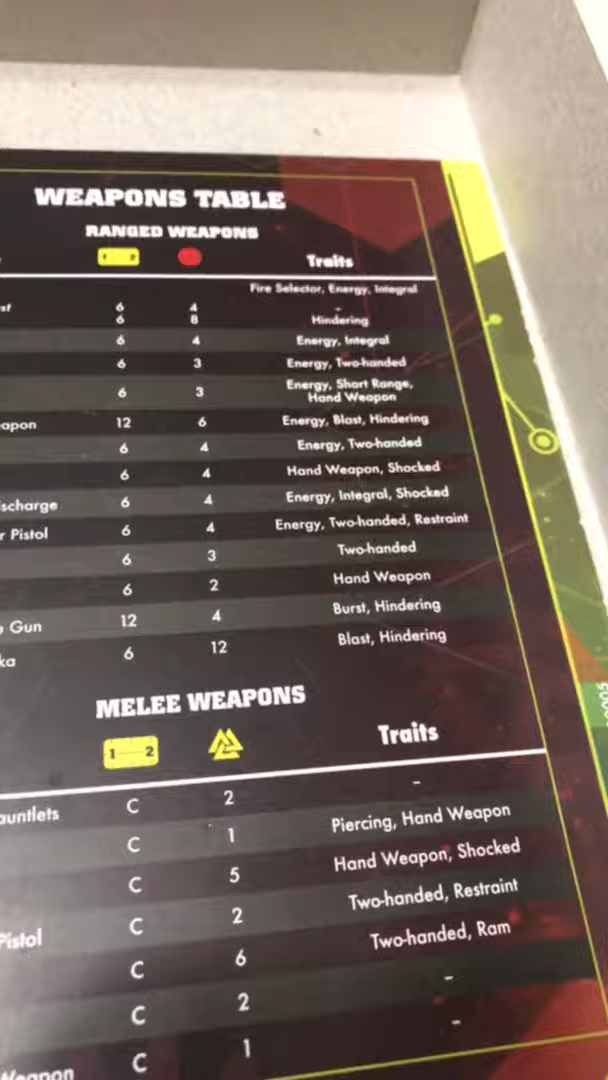 WEAPONS TABLE
RANGED WEAPONS
1 2
Traits
Fire Selector, Energy, Integral
6 4 -
6 8 Hindering
6 4 Energy, Integral
6 3 Energy, Two-handed
6 3 Energy, Short Range,
Hand Weapon
12 6 Energy, Blast, Hindering
6 4 Energy, Two-handed
6 4 Hand Weapon, Shocked
6 4 Energy, Integral, Shocked
Pistol 6 4 Energy, Two-handed, Restraint
6 3 Two-handed
6 2 Hand Weapon
Gun 12 4 Burst, Hindering
6 12 Blast, Hindering
MELEE WEAPONS
1 2 Traits
C 2 -
C 1 Piercing, Hand Weapon
C 5 Hand Weapon, Shocked
Pistol C 2 Two-handed, Restraint
C 6 Two-handed, Ram
C 2 -
Weapon C 1 -